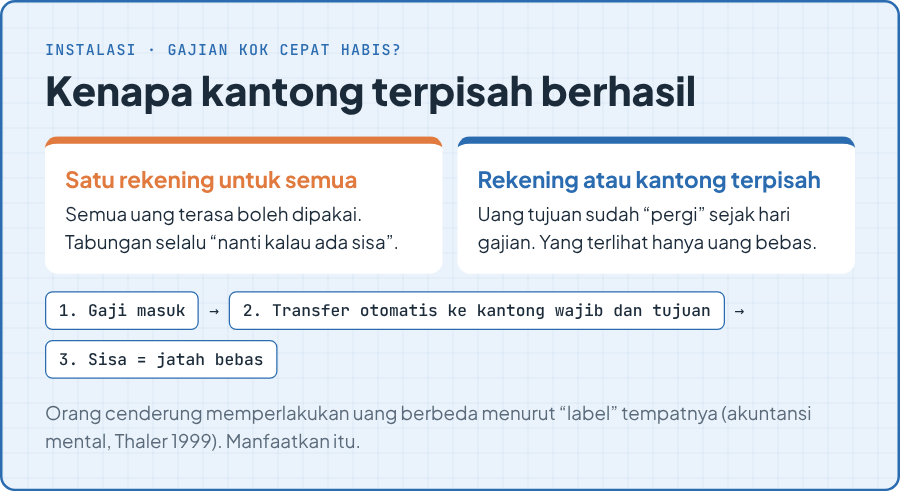 INSTALASI · GAJIAN KOK CEPAT HABIS?
Kenapa kantong terpisah berhasil
Satu rekening untuk semua
Semua uang terasa boleh dipakai.
Tabungan selalu “nanti kalau ada sisa”.
Rekening atau kantong terpisah
Uang tujuan sudah “pergi” sejak hari
gajian. Yang terlihat hanya uang bebas.
1. Gaji masuk → 2. Transfer otomatis ke kantong wajib dan tujuan →
3. Sisa = jatah bebas
Orang cenderung memperlakukan uang berbeda menurut “label” tempatnya (akuntansi
mental, Thaler 1999). Manfaatkan itu.